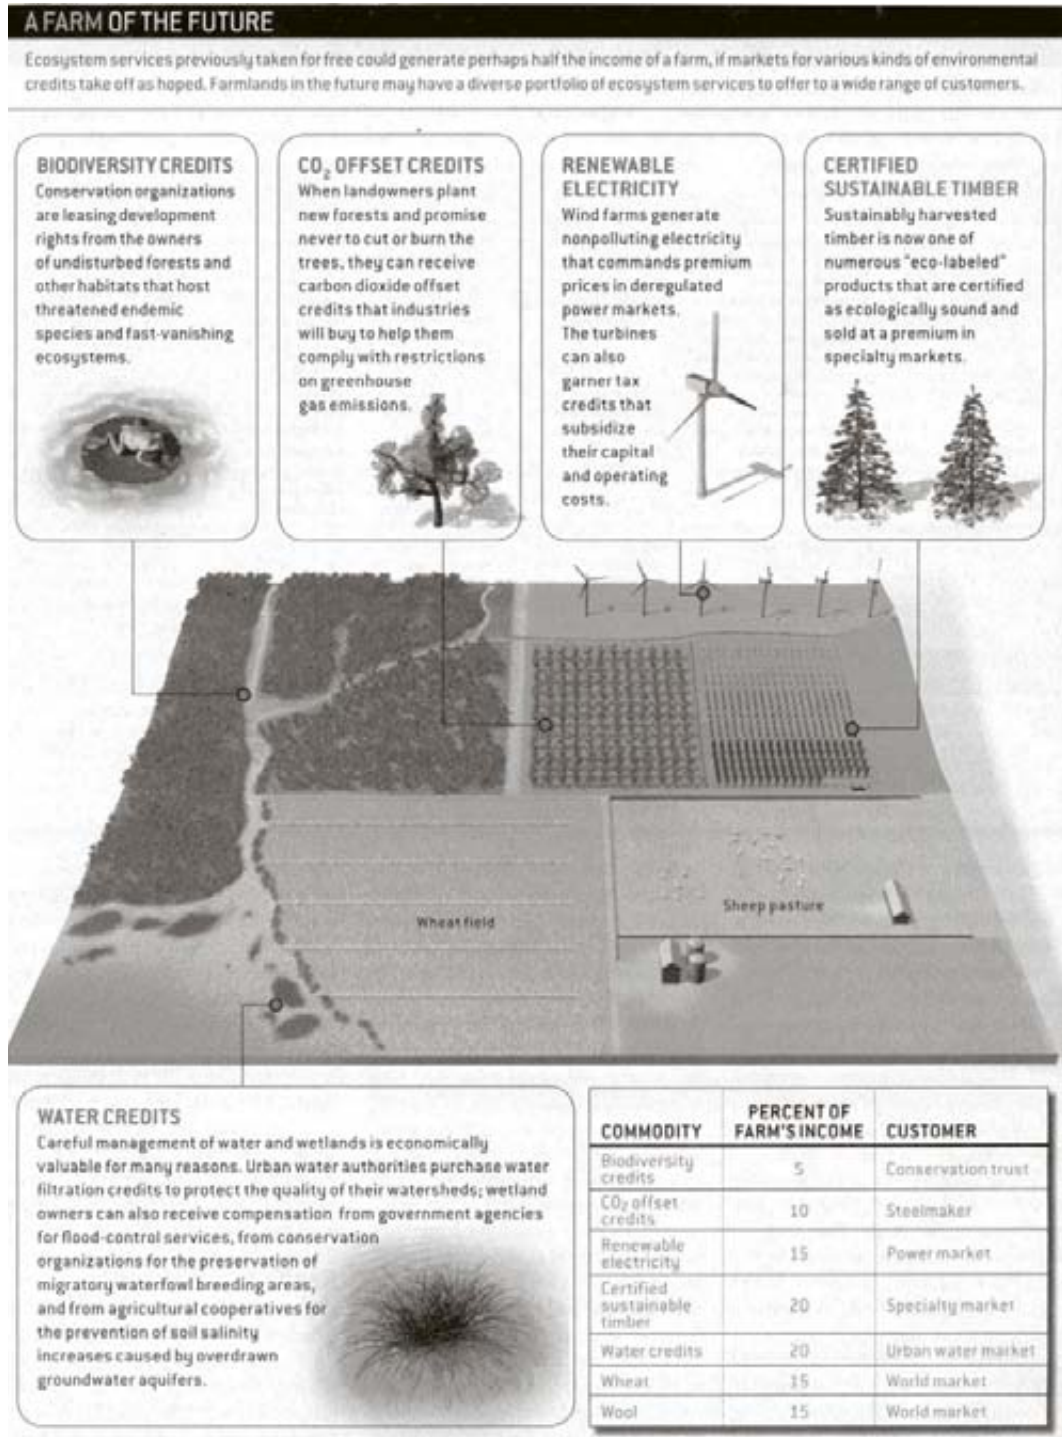 A FARM OF THE FUTURE
Ecosystem services previously taken for free could generate perhaps half the income of a farm, if markets for various kinds of environmental
credits take off as hoped. Farmlands in the future may have a diverse portfolio of ecosystem services to offer to a wide range of customers.
BIODIVERSITY CREDITS
Conservation organizations
are leasing development
rights from the owners
of undisturbed forests and
other habitats that host
threatened endemic
species and fast-vanishing
ecosystems.
CO₂ OFFSET CREDITS
When landowners plant
new forests and promise
never to cut or burn the
trees, they can receive
carbon dioxide offset
credits that industries
will buy to help them
comply with restrictions
on greenhouse
gas emissions.
RENEWABLE
ELECTRICITY
Wind farms generate
nonpolluting electricity
that commands premium
prices in deregulated
power markets.
The turbines
can also
garner tax
credits that
subsidize
their capital
and operating
costs.
CERTIFIED
SUSTAINABLE TIMBER
Sustainably harvested
timber is now one of
numerous "eco-labeled"
products that are certified
as ecologically sound and
sold at a premium in
specialty markets.
Wheat field
Sheep pasture
WATER CREDITS
Careful management of water and wetlands is economically
valuable for many reasons. Urban water authorities purchase water
filtration credits to protect the quality of their watersheds; wetland
owners can also receive compensation from government agencies
for flood-control services, from conservation
organizations for the preservation of
migratory waterfowl breeding areas,
and from agricultural cooperatives for
the prevention of soil salinity
increases caused by overdrawn
groundwater aquifers.
COMMODITY PERCENT OF FARM'S INCOME CUSTOMER
Biodiversity credits 5 Conservation trust
CO₂ offset credits 10 Steelmaker
Renewable electricity 15 Power market
Certified sustainable timber 20 Specialty market
Water credits 20 Urban water market
Wheat 15 World market
Wool 15 World market